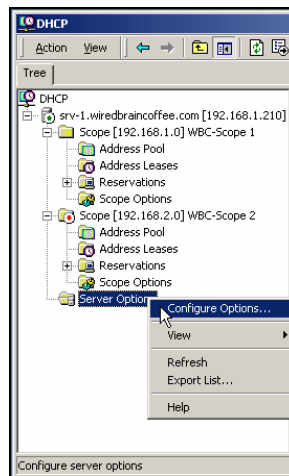 DHCP
Action View
Tree
DHCP
srv-1.wiredbraincoffee.com [192.168.1.210]
Scope [192.168.1.0] WBC-Scope 1
Address Pool
Address Leases
Reservations
Scope Options
Scope [192.168.2.0] WBC-Scope 2
Address Pool
Address Leases
Reservations
Scope Options
Server Option
Configure Options...
View
Refresh
Export List...
Help
Configure server options